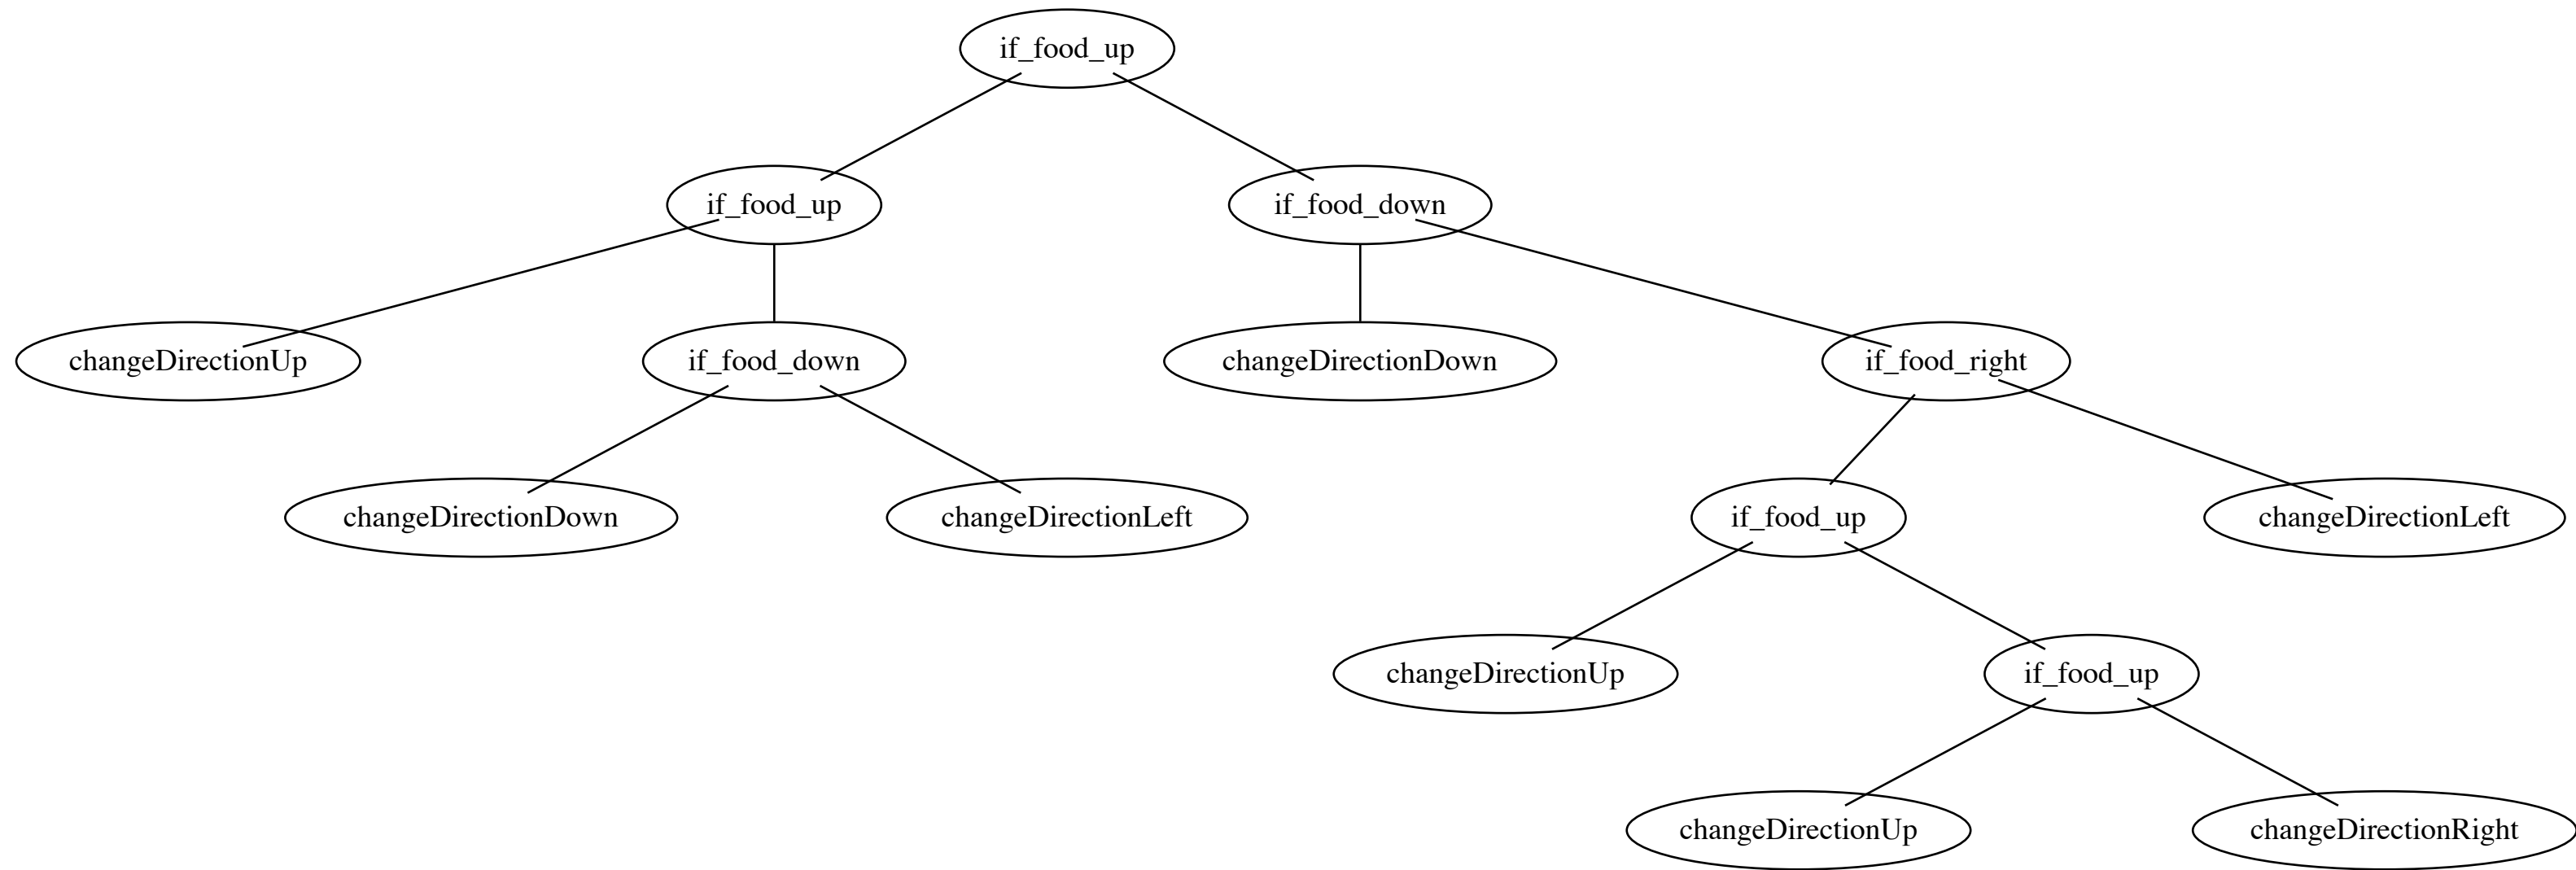 if_food_up
if_food_up
if_food_down
changeDirectionUp
if_food_down
changeDirectionDown
if_food_right
changeDirectionDown
changeDirectionLeft
if_food_up
changeDirectionLeft
changeDirectionUp
if_food_up
changeDirectionUp
changeDirectionRight